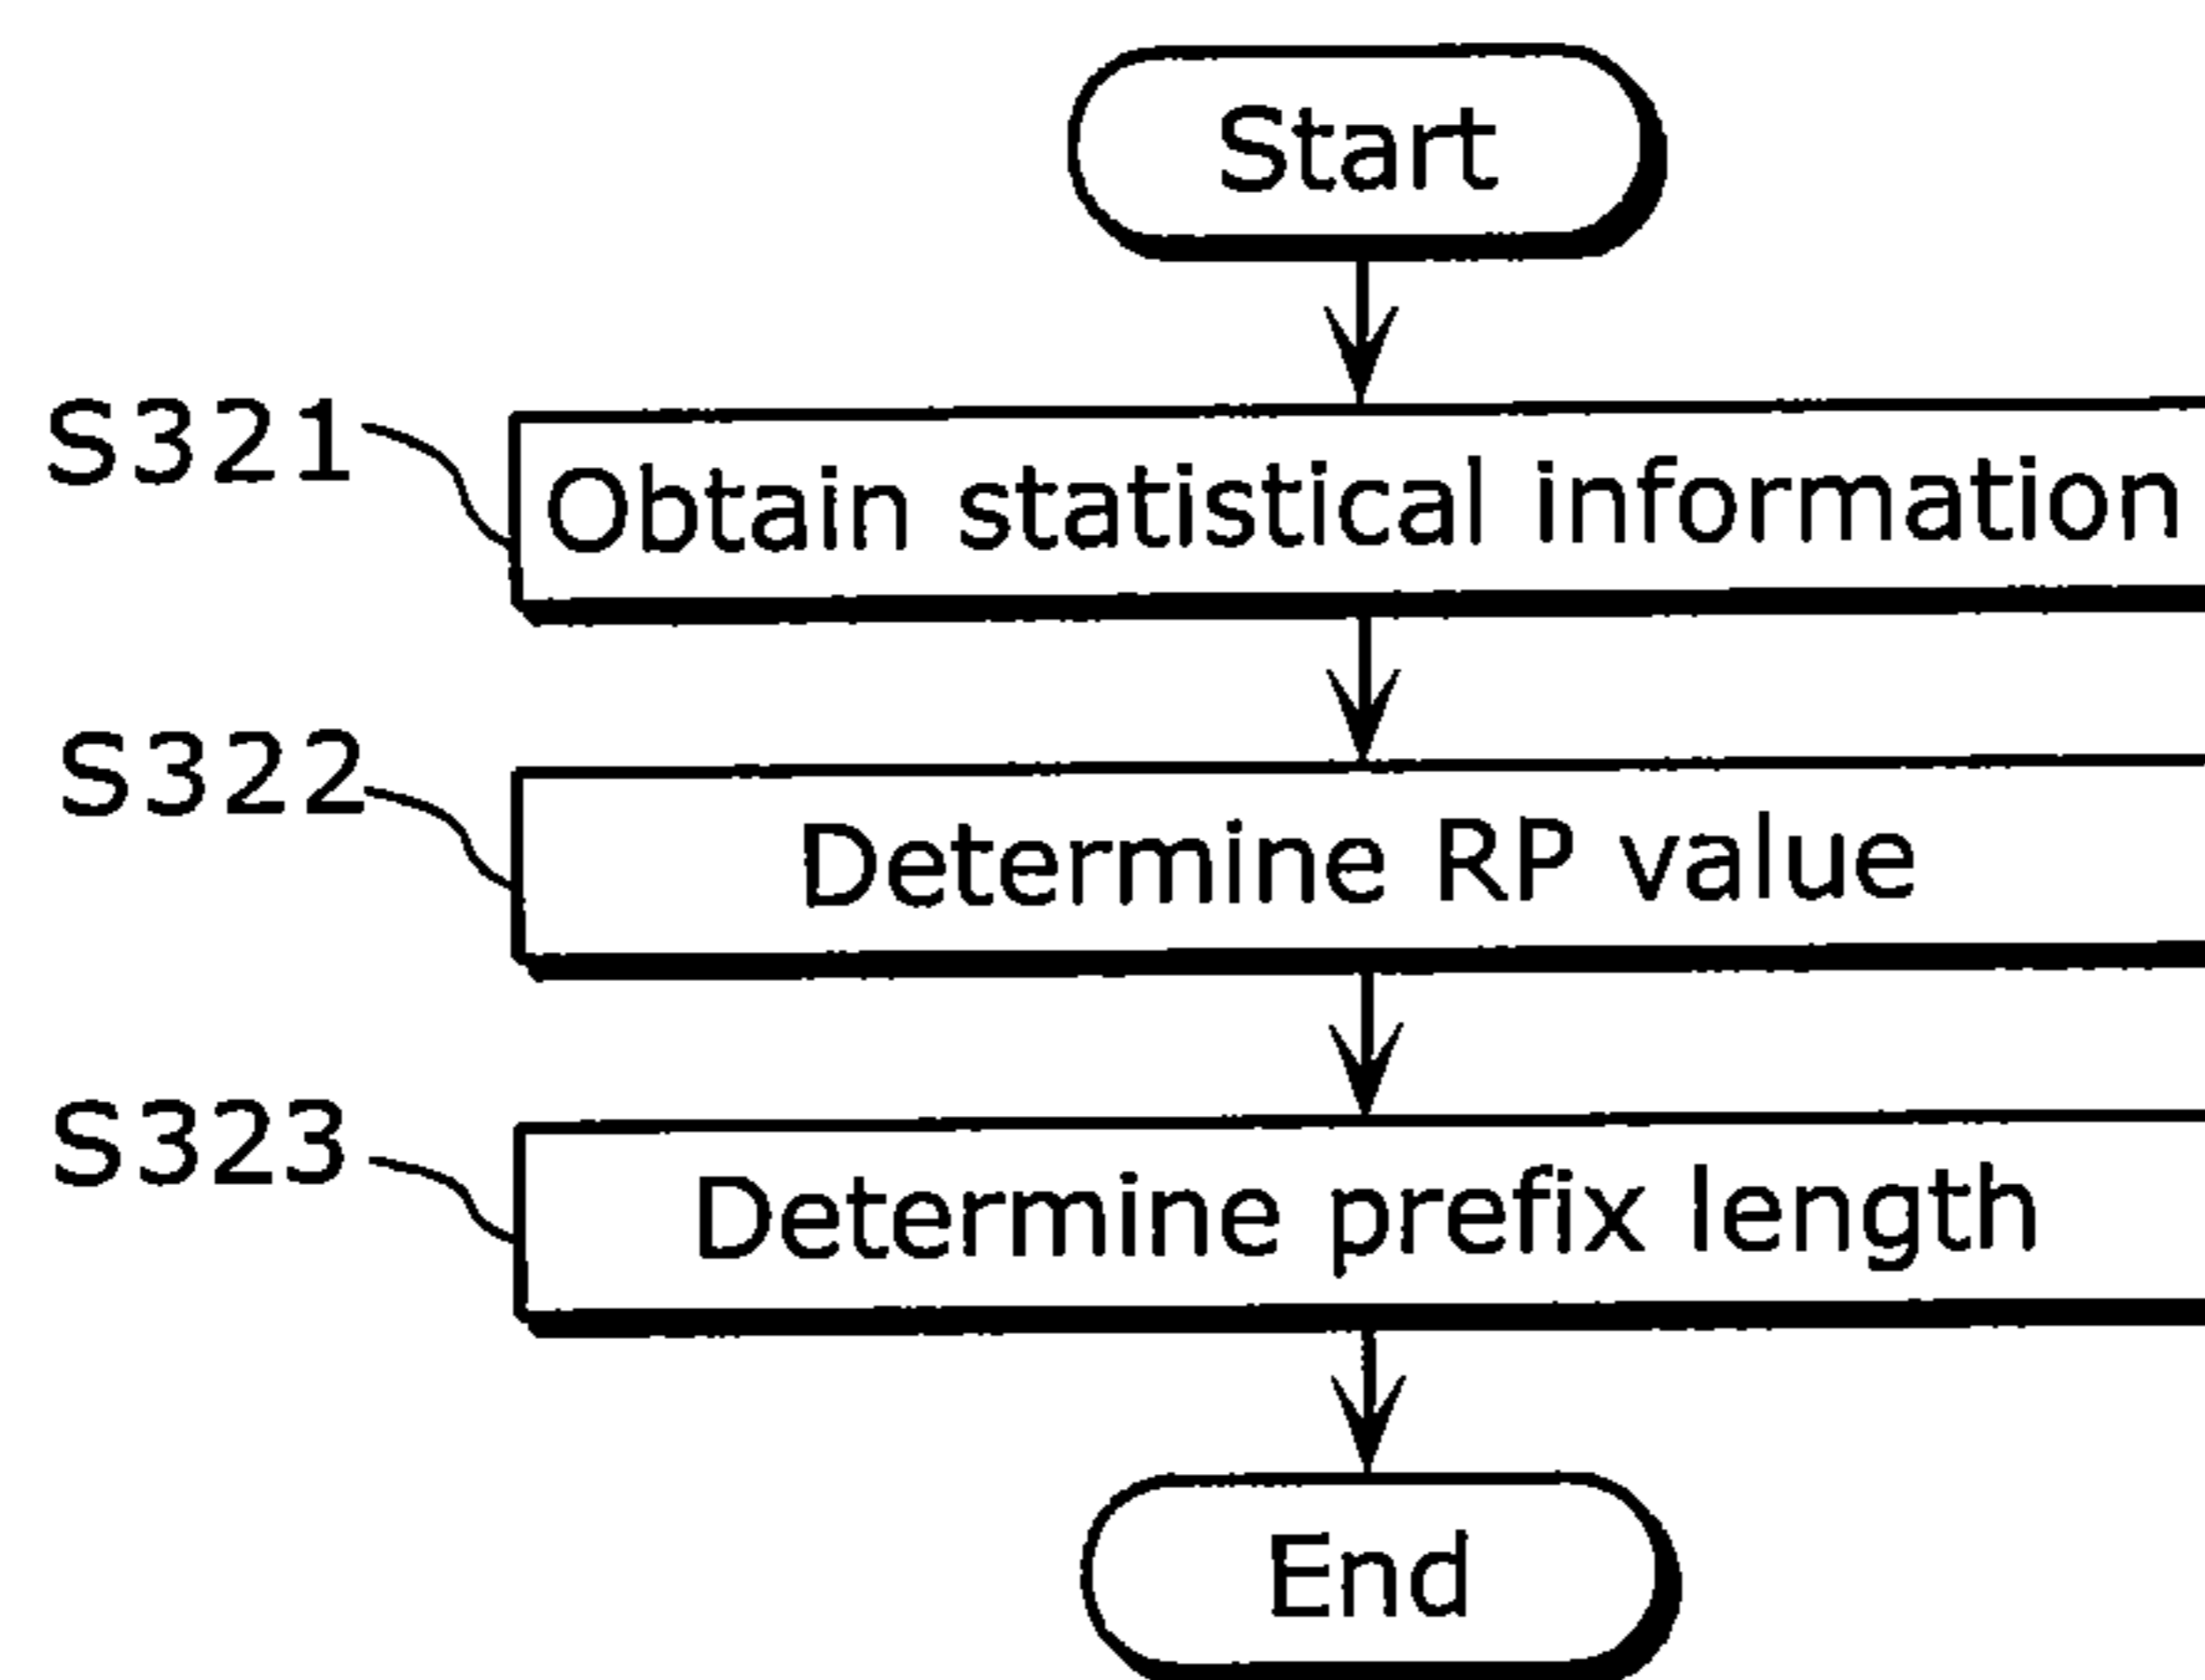 Start
S321
Obtain statistical information
S322
Determine RP value
S323
Determine prefix length
End